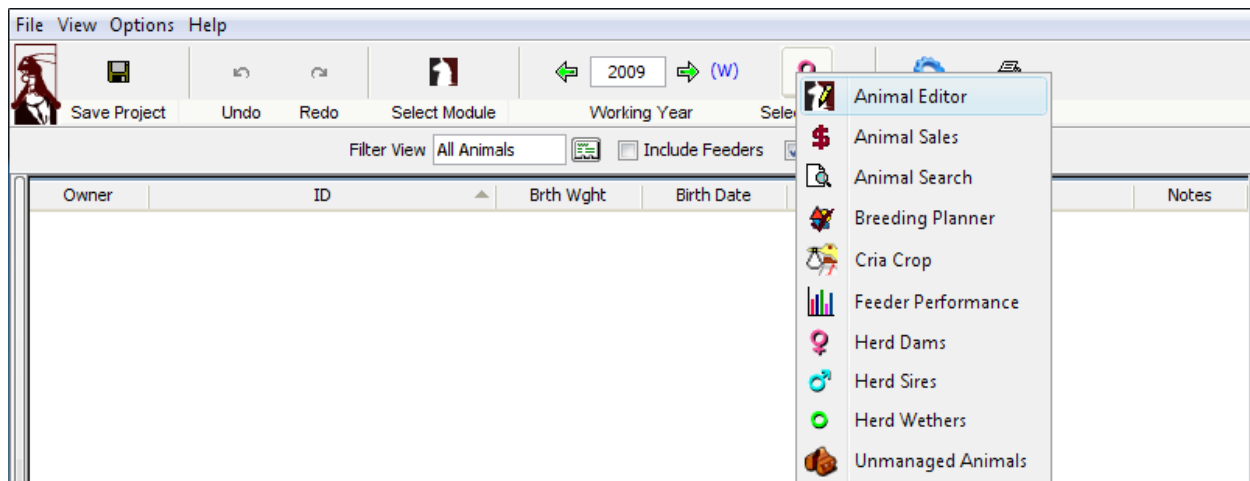 File View Options Help
2009 (W)
Save Project Undo Redo Select Module Working Year
Filter View All Animals Include Feeders
Owner ID Brth Wght Birth Date Notes
Animal Editor
Animal Sales
Animal Search
Breeding Planner
Cria Crop
Feeder Performance
Herd Dams
Herd Sires
Herd Wethers
Unmanaged Animals